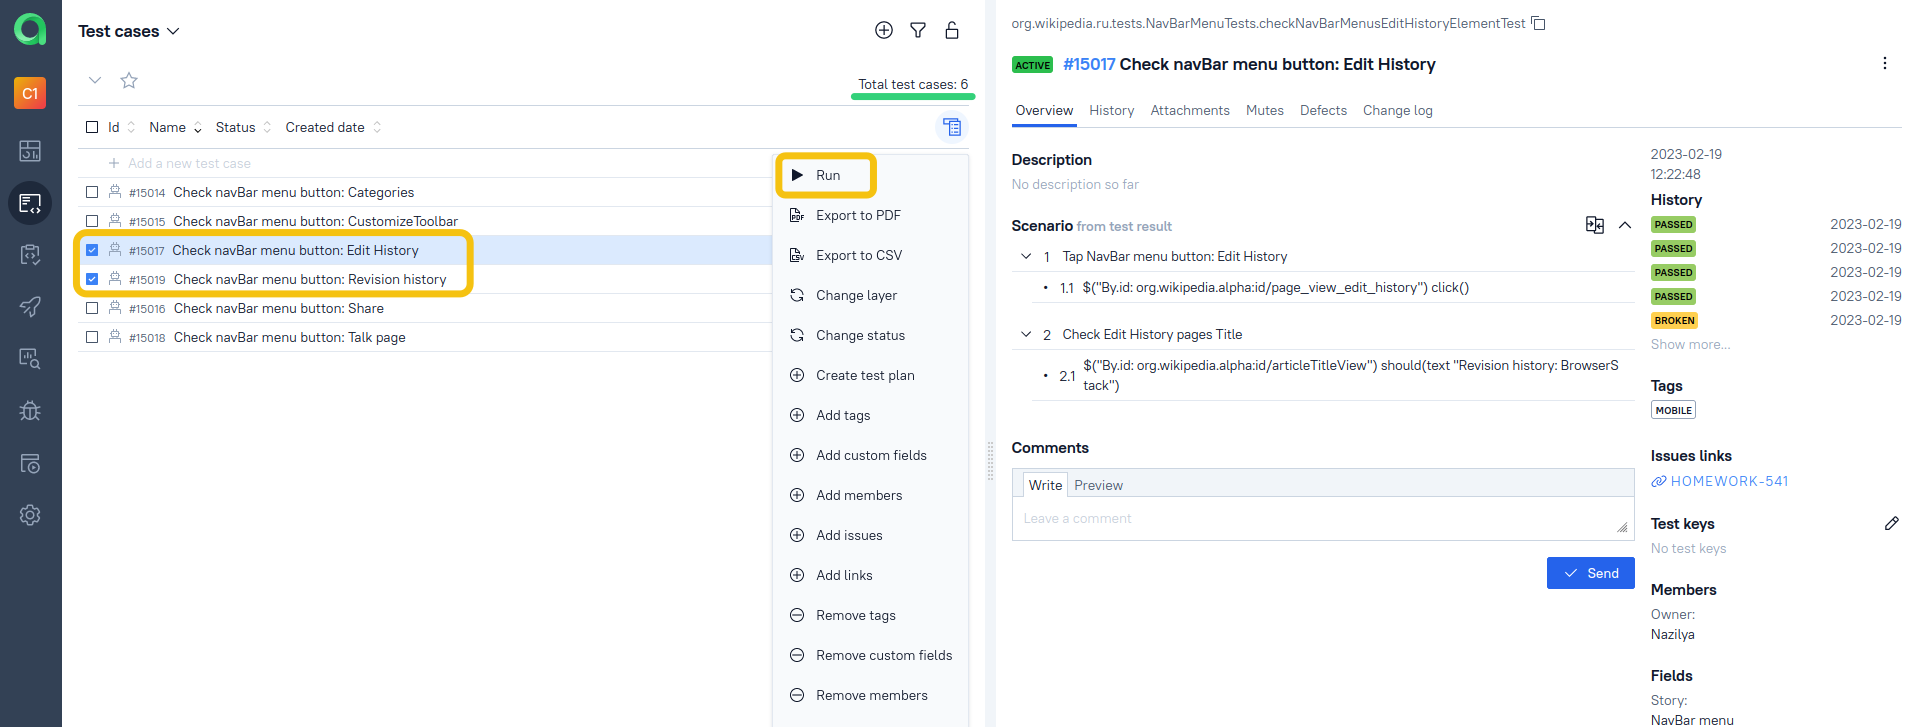 C1
Test cases
Total test cases: 6
Id Name Status Created date
Add a new test case
#15014 Check navBar menu button: Categories
#15015 Check navBar menu button: CustomizeToolbar
#15017 Check navBar menu button: Edit History
#15019 Check navBar menu button: Revision history
#15016 Check navBar menu button: Share
#15018 Check navBar menu button: Talk page
Run
Export to PDF
Export to CSV
Change layer
Change status
Create test plan
Add tags
Add custom fields
Add members
Add issues
Add links
Remove tags
Remove custom fields
Remove members
org.wikipedia.ru.tests.NavBarMenuTests.checkNavBarMenusEditHistoryElementTest
ACTIVE #15017 Check navBar menu button: Edit History
Overview History Attachments Mutes Defects Change log
Description
No description so far
Scenario from test result
1 Tap NavBar menu button: Edit History
• 1.1 $("By.id: org.wikipedia.alpha:id/page_view_edit_history") click()
2 Check Edit History pages Title
• 2.1 $("By.id: org.wikipedia.alpha:id/articleTitleView") should(text "Revision history: BrowserS
tack")
Comments
Write Preview
Leave a comment
Send
2023-02-19
12:22:48
History
PASSED 2023-02-19
PASSED 2023-02-19
PASSED 2023-02-19
PASSED 2023-02-19
BROKEN 2023-02-19
Show more...
Tags
MOBILE
Issues links
HOMEWORK-541
Test keys
No test keys
Members
Owner:
Nazilya
Fields
Story:
NavBar menu